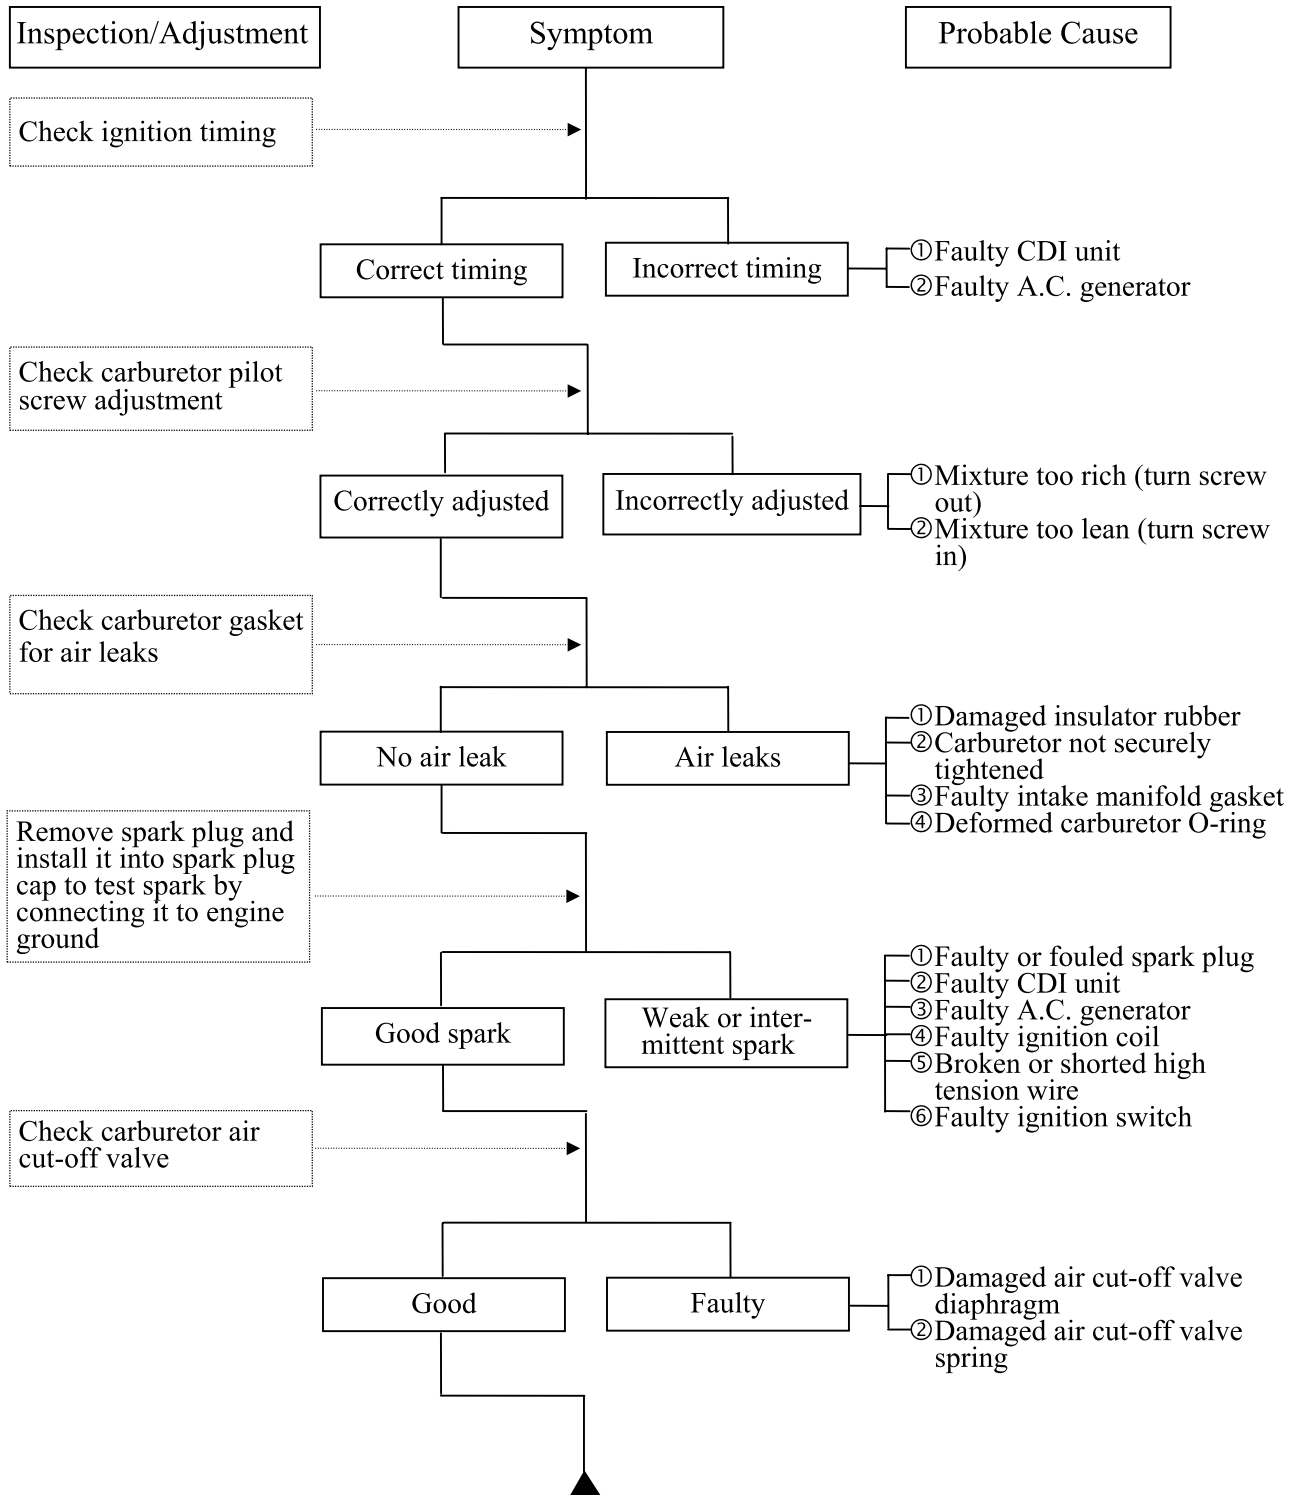 Inspection/Adjustment
Symptom
Probable Cause
Check ignition timing
Correct timing
Incorrect timing
①Faulty CDI unit
②Faulty A.C. generator
Check carburetor pilot
screw adjustment
Correctly adjusted
Incorrectly adjusted
①Mixture too rich (turn screw
out)
②Mixture too lean (turn screw
in)
Check carburetor gasket
for air leaks
No air leak
Air leaks
①Damaged insulator rubber
②Carburetor not securely
tightened
③Faulty intake manifold gasket
④Deformed carburetor O-ring
Remove spark plug and
install it into spark plug
cap to test spark by
connecting it to engine
ground
Good spark
Weak or inter-
mittent spark
①Faulty or fouled spark plug
②Faulty CDI unit
③Faulty A.C. generator
④Faulty ignition coil
⑤Broken or shorted high
tension wire
⑥Faulty ignition switch
Check carburetor air
cut-off valve
Good
Faulty
①Damaged air cut-off valve
diaphragm
②Damaged air cut-off valve
spring